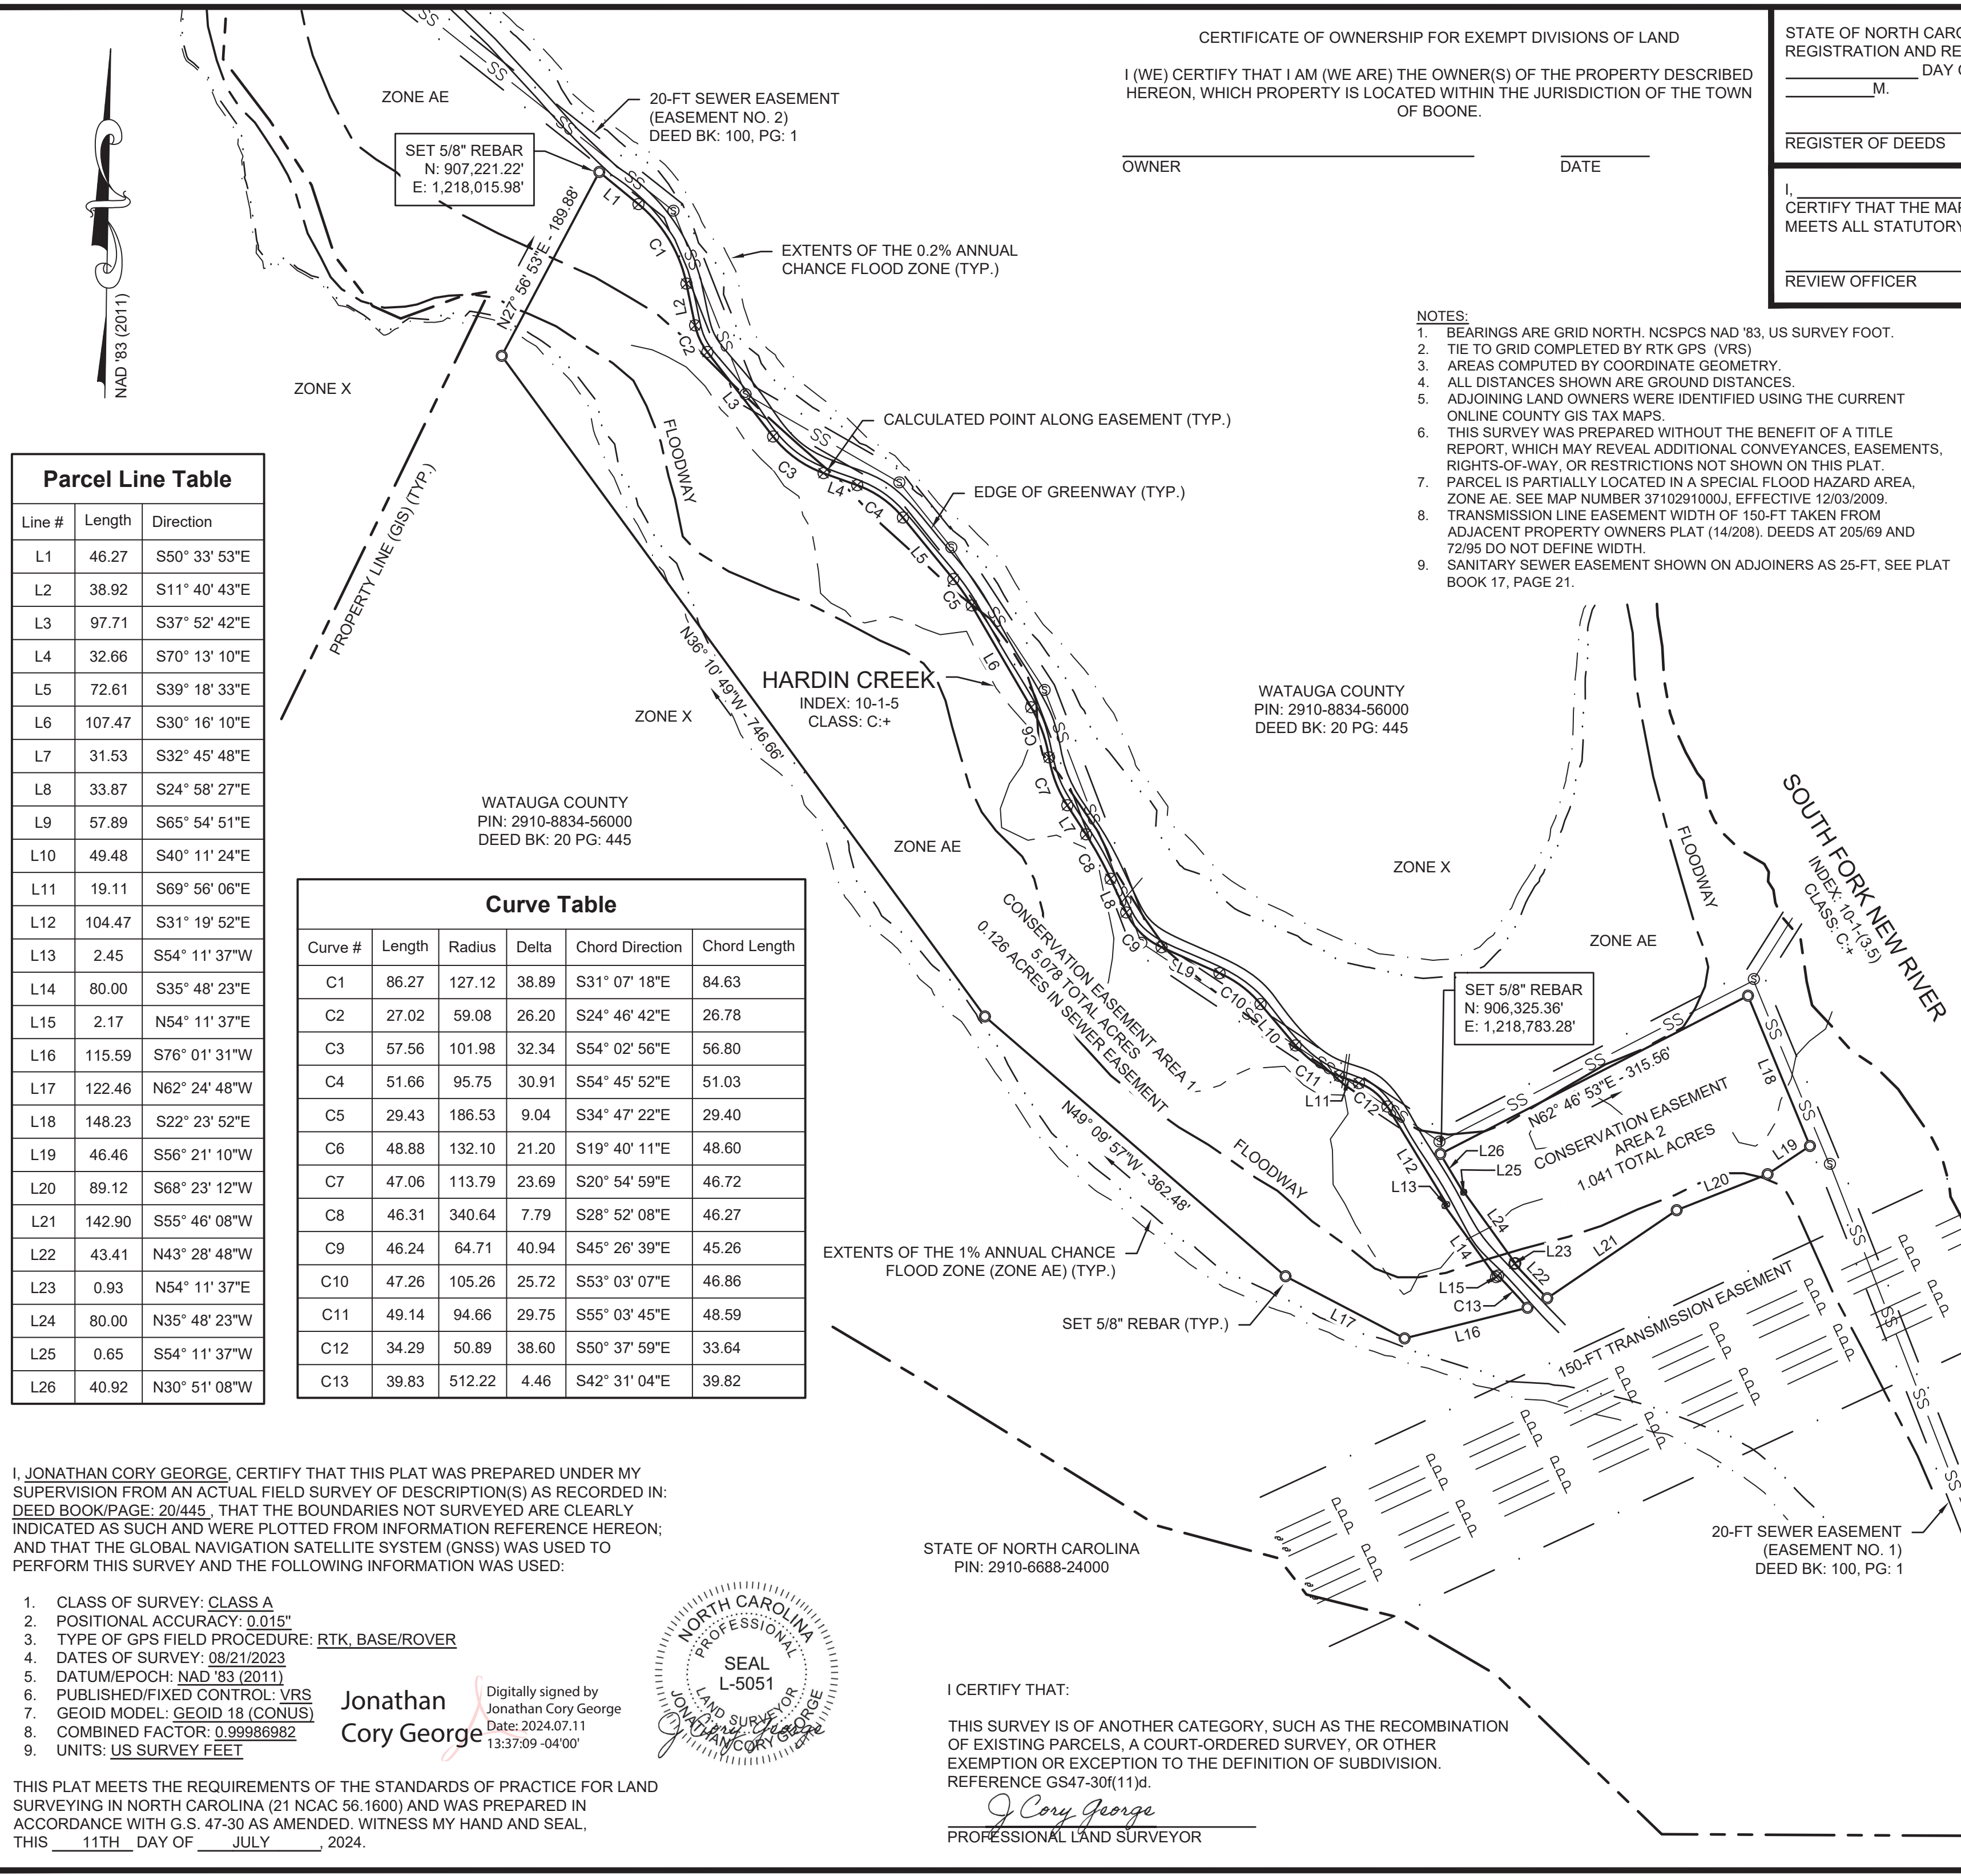 CERTIFICATE OF OWNERSHIP FOR EXEMPT DIVISIONS OF LAND
I (WE) CERTIFY THAT I AM (WE ARE) THE OWNER(S) OF THE PROPERTY DESCRIBED
HEREON, WHICH PROPERTY IS LOCATED WITHIN THE JURISDICTION OF THE TOWN
OF BOONE.
OWNER DATE
STATE OF NORTH CARO
REGISTRATION AND RE
DAY O
M.
REGISTER OF DEEDS
I,
CERTIFY THAT THE MAP
MEETS ALL STATUTORY
REVIEW OFFICER
NOTES:
1. BEARINGS ARE GRID NORTH. NCSPCS NAD '83, US SURVEY FOOT.
2. TIE TO GRID COMPLETED BY RTK GPS (VRS)
3. AREAS COMPUTED BY COORDINATE GEOMETRY.
4. ALL DISTANCES SHOWN ARE GROUND DISTANCES.
5. ADJOINING LAND OWNERS WERE IDENTIFIED USING THE CURRENT
ONLINE COUNTY GIS TAX MAPS.
6. THIS SURVEY WAS PREPARED WITHOUT THE BENEFIT OF A TITLE
REPORT, WHICH MAY REVEAL ADDITIONAL CONVEYANCES, EASEMENTS,
RIGHTS-OF-WAY, OR RESTRICTIONS NOT SHOWN ON THIS PLAT.
7. PARCEL IS PARTIALLY LOCATED IN A SPECIAL FLOOD HAZARD AREA,
ZONE AE. SEE MAP NUMBER 3710291000J, EFFECTIVE 12/03/2009.
8. TRANSMISSION LINE EASEMENT WIDTH OF 150-FT TAKEN FROM
ADJACENT PROPERTY OWNERS PLAT (14/208). DEEDS AT 205/69 AND
72/95 DO NOT DEFINE WIDTH.
9. SANITARY SEWER EASEMENT SHOWN ON ADJOINERS AS 25-FT, SEE PLAT
BOOK 17, PAGE 21.
NAD '83 (2011)
ZONE AE
20-FT SEWER EASEMENT
(EASEMENT NO. 2)
DEED BK: 100, PG: 1
SET 5/8" REBAR
N: 907,221.22'
E: 1,218,015.98'
N27° 56' 53"E - 189.88'
L1
C1
L2
C2
L3
C3
L4
C4
L5
C5
L6
C6
C7
L7
C8
L8
C9
L9
C10
L10
C11
L11
C12
L12
L13
L14
L15
C13
L16
L17
EXTENTS OF THE 0.2% ANNUAL
CHANCE FLOOD ZONE (TYP.)
ZONE X
FLOODWAY
CALCULATED POINT ALONG EASEMENT (TYP.)
EDGE OF GREENWAY (TYP.)
PROPERTY LINE (GIS) (TYP.)
N36° 10' 49"W - 746.66'
HARDIN CREEK
INDEX: 10-1-5
CLASS: C:+
ZONE X
WATAUGA COUNTY
PIN: 2910-8834-56000
DEED BK: 20 PG: 445
WATAUGA COUNTY
PIN: 2910-8834-56000
DEED BK: 20 PG: 445
ZONE AE
ZONE X
ZONE AE
FLOODWAY
SOUTH FORK NEW RIVER
INDEX: 10-1-(3.5)
CLASS: C:+
CONSERVATION EASEMENT AREA 1
5.078 TOTAL ACRES
0.126 ACRES IN SEWER EASEMENT
N49° 09' 57"W - 362.48'
FLOODWAY
SET 5/8" REBAR
N: 906,325.36'
E: 1,218,783.28'
N62° 46' 53"E - 315.56'
CONSERVATION EASEMENT
AREA 2
1.041 TOTAL ACRES
L18
L19
L20
L21
L22
L23
L24
L25
L26
EXTENTS OF THE 1% ANNUAL CHANCE
FLOOD ZONE (ZONE AE) (TYP.)
SET 5/8" REBAR (TYP.)
150-FT TRANSMISSION EASEMENT
20-FT SEWER EASEMENT
(EASEMENT NO. 1)
DEED BK: 100, PG: 1
STATE OF NORTH CAROLINA
PIN: 2910-6688-24000
Parcel Line Table
Line # Length Direction
L1 46.27 S50° 33' 53"E
L2 38.92 S11° 40' 43"E
L3 97.71 S37° 52' 42"E
L4 32.66 S70° 13' 10"E
L5 72.61 S39° 18' 33"E
L6 107.47 S30° 16' 10"E
L7 31.53 S32° 45' 48"E
L8 33.87 S24° 58' 27"E
L9 57.89 S65° 54' 51"E
L10 49.48 S40° 11' 24"E
L11 19.11 S69° 56' 06"E
L12 104.47 S31° 19' 52"E
L13 2.45 S54° 11' 37"W
L14 80.00 S35° 48' 23"E
L15 2.17 N54° 11' 37"E
L16 115.59 S76° 01' 31"W
L17 122.46 N62° 24' 48"W
L18 148.23 S22° 23' 52"E
L19 46.46 S56° 21' 10"W
L20 89.12 S68° 23' 12"W
L21 142.90 S55° 46' 08"W
L22 43.41 N43° 28' 48"W
L23 0.93 N54° 11' 37"E
L24 80.00 N35° 48' 23"W
L25 0.65 S54° 11' 37"W
L26 40.92 N30° 51' 08"W
Curve Table
Curve # Length Radius Delta Chord Direction Chord Length
C1 86.27 127.12 38.89 S31° 07' 18"E 84.63
C2 27.02 59.08 26.20 S24° 46' 42"E 26.78
C3 57.56 101.98 32.34 S54° 02' 56"E 56.80
C4 51.66 95.75 30.91 S54° 45' 52"E 51.03
C5 29.43 186.53 9.04 S34° 47' 22"E 29.40
C6 48.88 132.10 21.20 S19° 40' 11"E 48.60
C7 47.06 113.79 23.69 S20° 54' 59"E 46.72
C8 46.31 340.64 7.79 S28° 52' 08"E 46.27
C9 46.24 64.71 40.94 S45° 26' 39"E 45.26
C10 47.26 105.26 25.72 S53° 03' 07"E 46.86
C11 49.14 94.66 29.75 S55° 03' 45"E 48.59
C12 34.29 50.89 38.60 S50° 37' 59"E 33.64
C13 39.83 512.22 4.46 S42° 31' 04"E 39.82
I, JONATHAN CORY GEORGE, CERTIFY THAT THIS PLAT WAS PREPARED UNDER MY
SUPERVISION FROM AN ACTUAL FIELD SURVEY OF DESCRIPTION(S) AS RECORDED IN:
DEED BOOK/PAGE: 20/445 , THAT THE BOUNDARIES NOT SURVEYED ARE CLEARLY
INDICATED AS SUCH AND WERE PLOTTED FROM INFORMATION REFERENCE HEREON;
AND THAT THE GLOBAL NAVIGATION SATELLITE SYSTEM (GNSS) WAS USED TO
PERFORM THIS SURVEY AND THE FOLLOWING INFORMATION WAS USED:
1. CLASS OF SURVEY: CLASS A
2. POSITIONAL ACCURACY: 0.015"
3. TYPE OF GPS FIELD PROCEDURE: RTK, BASE/ROVER
4. DATES OF SURVEY: 08/21/2023
5. DATUM/EPOCH: NAD '83 (2011)
6. PUBLISHED/FIXED CONTROL: VRS
7. GEOID MODEL: GEOID 18 (CONUS)
8. COMBINED FACTOR: 0.99986982
9. UNITS: US SURVEY FEET
Jonathan
Cory George
Digitally signed by
Jonathan Cory George
Date: 2024.07.11
13:37:09 -04'00'
NORTH CAROLINA
PROFESSIONAL
SEAL
L-5051
LAND SURVEYOR
JONATHAN CORY GEORGE
J Cory George
THIS PLAT MEETS THE REQUIREMENTS OF THE STANDARDS OF PRACTICE FOR LAND
SURVEYING IN NORTH CAROLINA (21 NCAC 56.1600) AND WAS PREPARED IN
ACCORDANCE WITH G.S. 47-30 AS AMENDED. WITNESS MY HAND AND SEAL,
THIS 11TH DAY OF JULY , 2024.
I CERTIFY THAT:
THIS SURVEY IS OF ANOTHER CATEGORY, SUCH AS THE RECOMBINATION
OF EXISTING PARCELS, A COURT-ORDERED SURVEY, OR OTHER
EXEMPTION OR EXCEPTION TO THE DEFINITION OF SUBDIVISION.
REFERENCE GS47-30f(11)d.
J Cory George
PROFESSIONAL LAND SURVEYOR